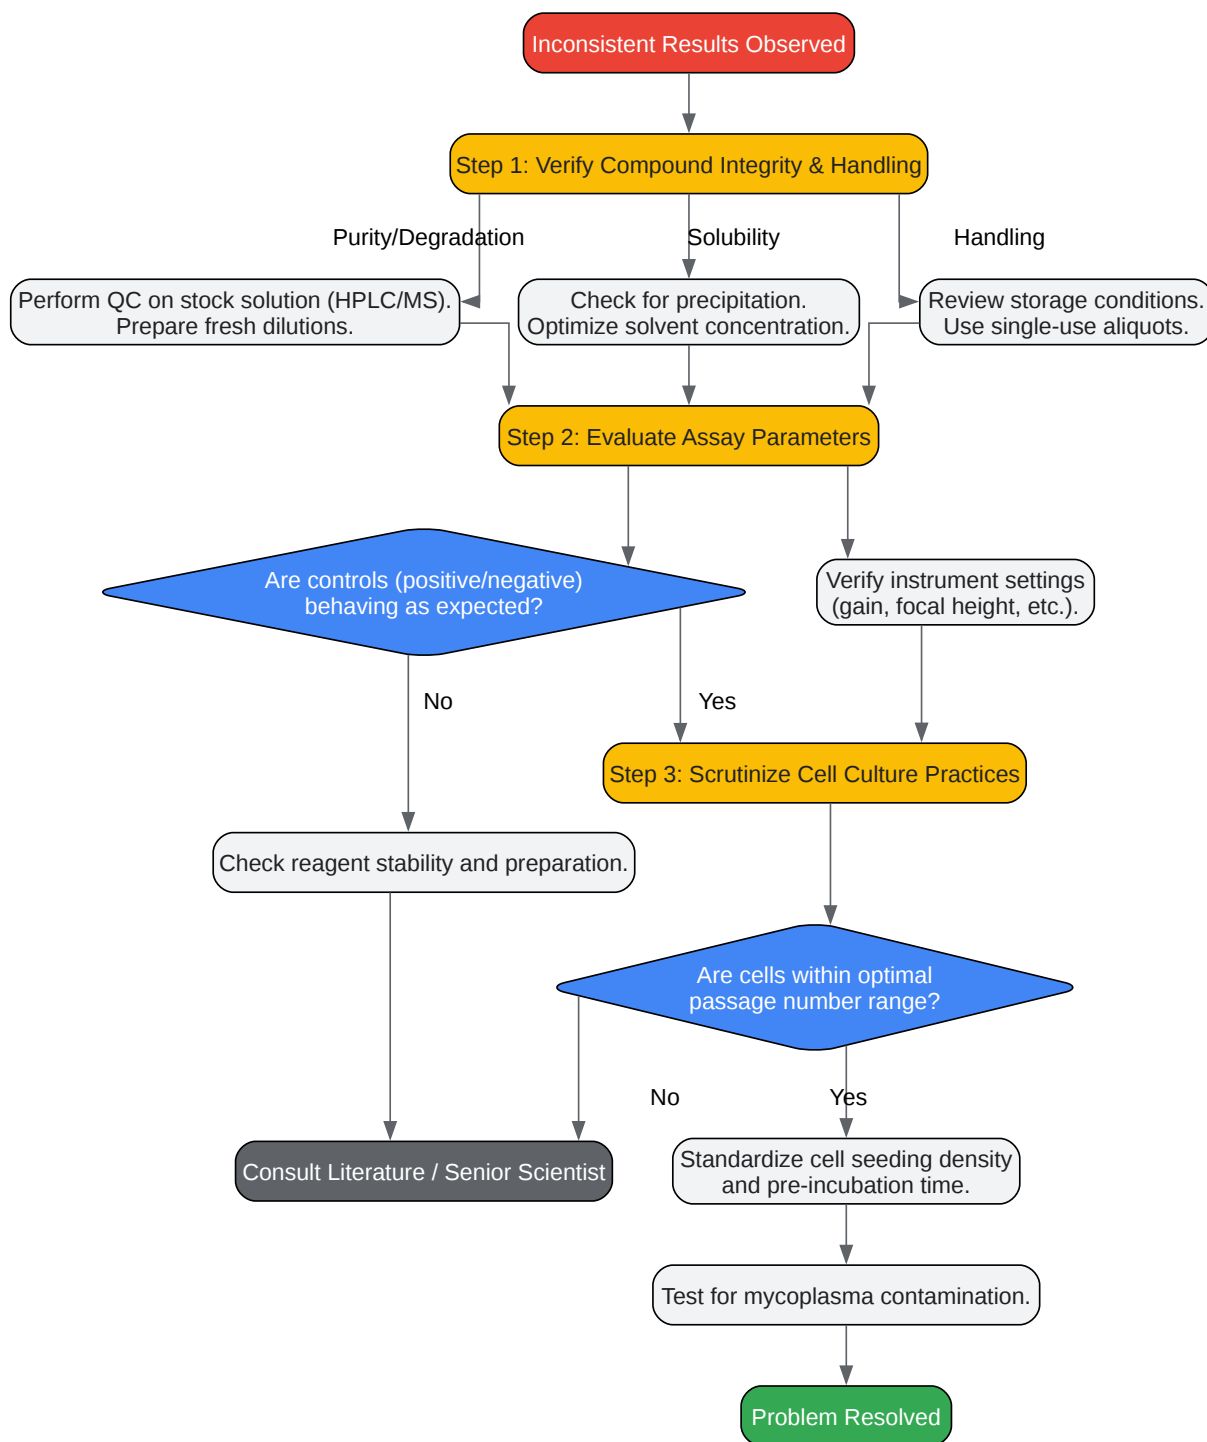 Inconsistent Results Observed
Step 1: Verify Compound Integrity & Handling
Purity/Degradation
Solubility
Handling
Perform QC on stock solution (HPLC/MS).
Prepare fresh dilutions.
Check for precipitation.
Optimize solvent concentration.
Review storage conditions.
Use single-use aliquots.
Step 2: Evaluate Assay Parameters
Are controls (positive/negative)
behaving as expected?
Verify instrument settings
(gain, focal height, etc.).
No
Yes
Step 3: Scrutinize Cell Culture Practices
Check reagent stability and preparation.
Are cells within optimal
passage number range?
No
Yes
Consult Literature / Senior Scientist
Standardize cell seeding density
and pre-incubation time.
Test for mycoplasma contamination.
Problem Resolved